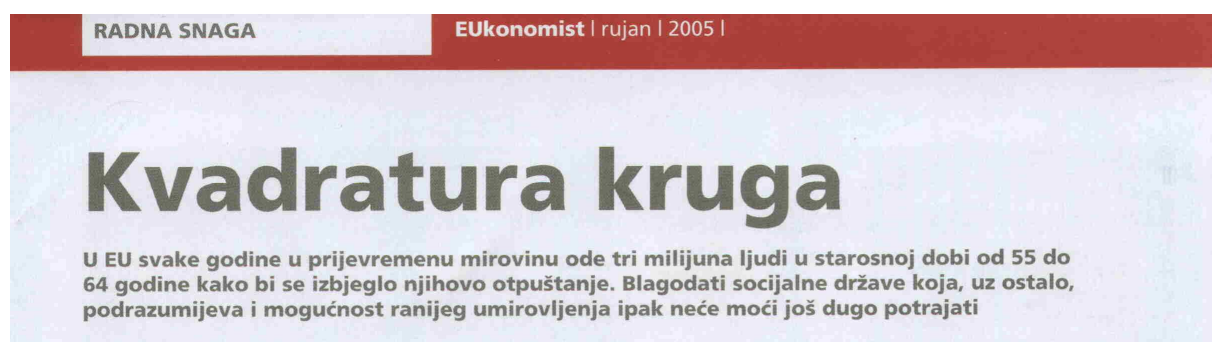 RADNA SNAGA
EUkonomist | rujan | 2005 |
Kvadratura kruga
U EU svake godine u prijevremenu mirovinu ode tri milijuna ljudi u starosnoj dobi od 55 do
64 godine kako bi se izbjeglo njihovo otpuštanje. Blagodati socijalne države koja, uz ostalo,
podrazumijeva i mogućnost ranijeg umirovljenja ipak neće moći još dugo potrajati